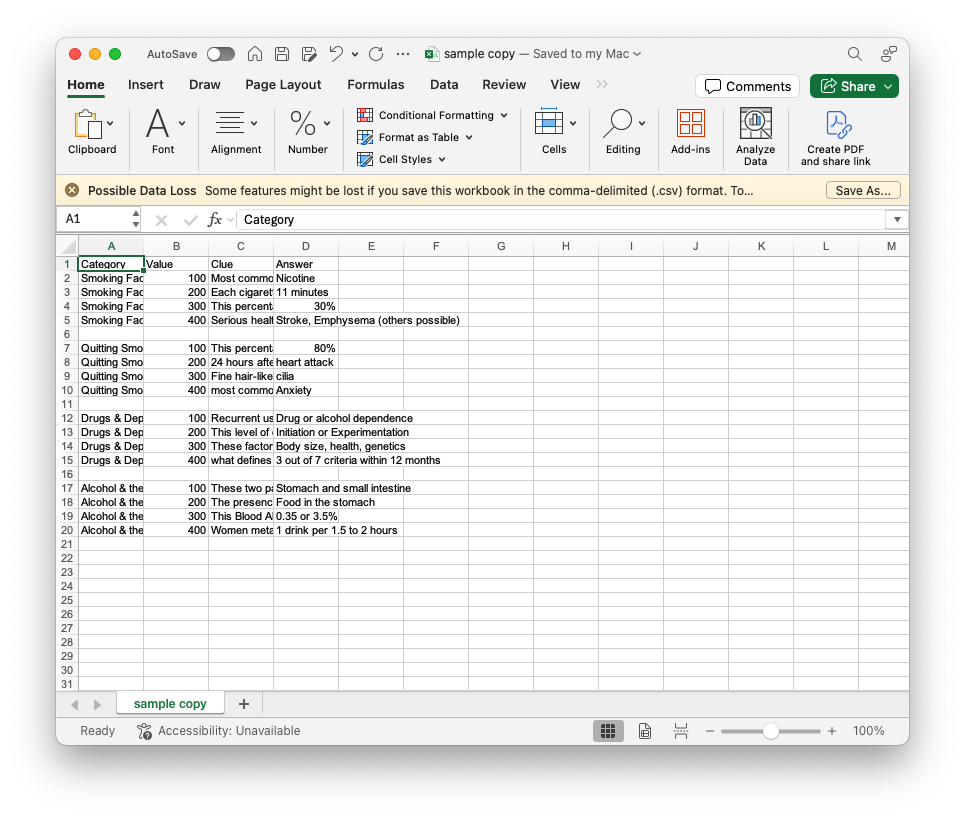 AutoSave sample copy — Saved to my Mac
Home Insert Draw Page Layout Formulas Data Review View Comments Share
Clipboard Font Alignment Number Conditional Formatting Format as Table Cell Styles Cells Editing Add-ins Analyze Data Create PDF and share link
Possible Data Loss Some features might be lost if you save this workbook in the comma-delimited (.csv) format. To... Save As...
A1 fx Category
A B C D E F G H I J K L M
1 Category Value Clue Answer
2 Smoking Fac 100 Most commo Nicotine
3 Smoking Fac 200 Each cigaret 11 minutes
4 Smoking Fac 300 This percent 30%
5 Smoking Fac 400 Serious healt Stroke, Emphysema (others possible)
6
7 Quitting Smo 100 This percent 80%
8 Quitting Smo 200 24 hours afte heart attack
9 Quitting Smo 300 Fine hair-like cilia
10 Quitting Smo 400 most commo Anxiety
11
12 Drugs & Dep 100 Recurrent us Drug or alcohol dependence
13 Drugs & Dep 200 This level of Initiation or Experimentation
14 Drugs & Dep 300 These factor Body size, health, genetics
15 Drugs & Dep 400 what defines 3 out of 7 criteria within 12 months
16
17 Alcohol & the 100 These two pa Stomach and small intestine
18 Alcohol & the 200 The presenc Food in the stomach
19 Alcohol & the 300 This Blood A 0.35 or 3.5%
20 Alcohol & the 400 Women meta 1 drink per 1.5 to 2 hours
21
22
23
24
25
26
27
28
29
30
31
sample copy +
Ready Accessibility: Unavailable − + 100%